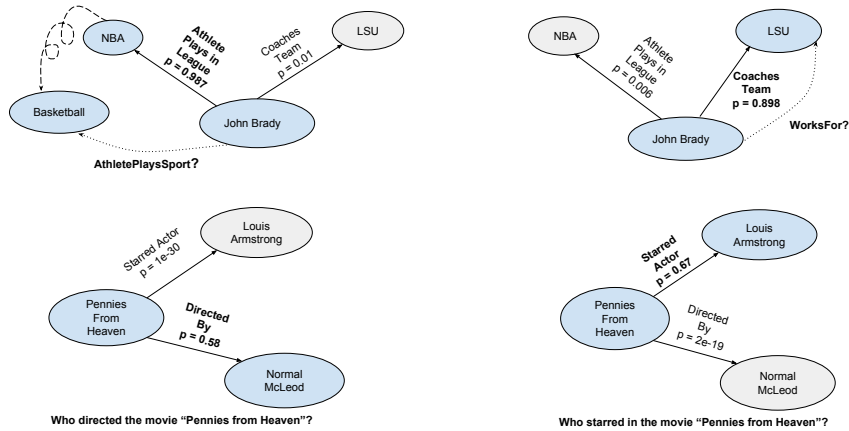 NBA
LSU
Athlete
Plays in
League
p = 0.987
Coaches
Team
p = 0.01
Basketball
John Brady
AthletePlaysSport?
NBA
LSU
Athlete
Plays in
League
p = 0.006
Coaches
Team
p = 0.898
John Brady
WorksFor?
Louis
Armstrong
Starred Actor
p = 1e-30
Pennies
From
Heaven
Directed
By
p = 0.58
Normal
McLeod
Who directed the movie “Pennies from Heaven”?
Louis
Armstrong
Starred
Actor
p = 0.67
Pennies
From
Heaven
Directed
By
p = 2e-19
Normal
McLeod
Who starred in the movie “Pennies from Heaven”?